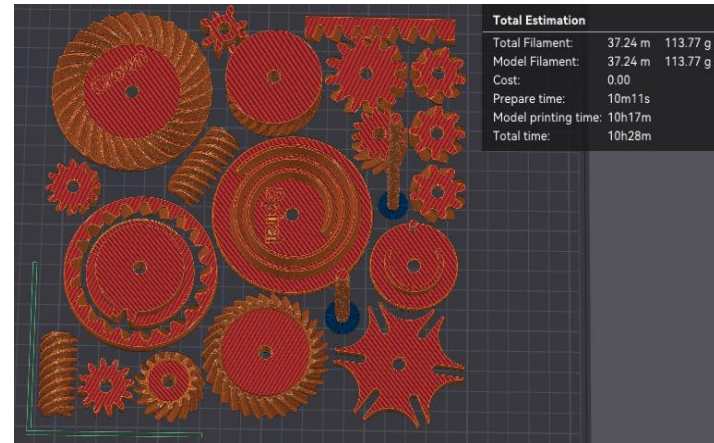 Total Estimation
Total Filament: 37.24 m 113.77 g
Model Filament: 37.24 m 113.77 g
Cost: 0.00
Prepare time: 10m11s
Model printing time: 10h17m
Total time: 10h28m
Spiral